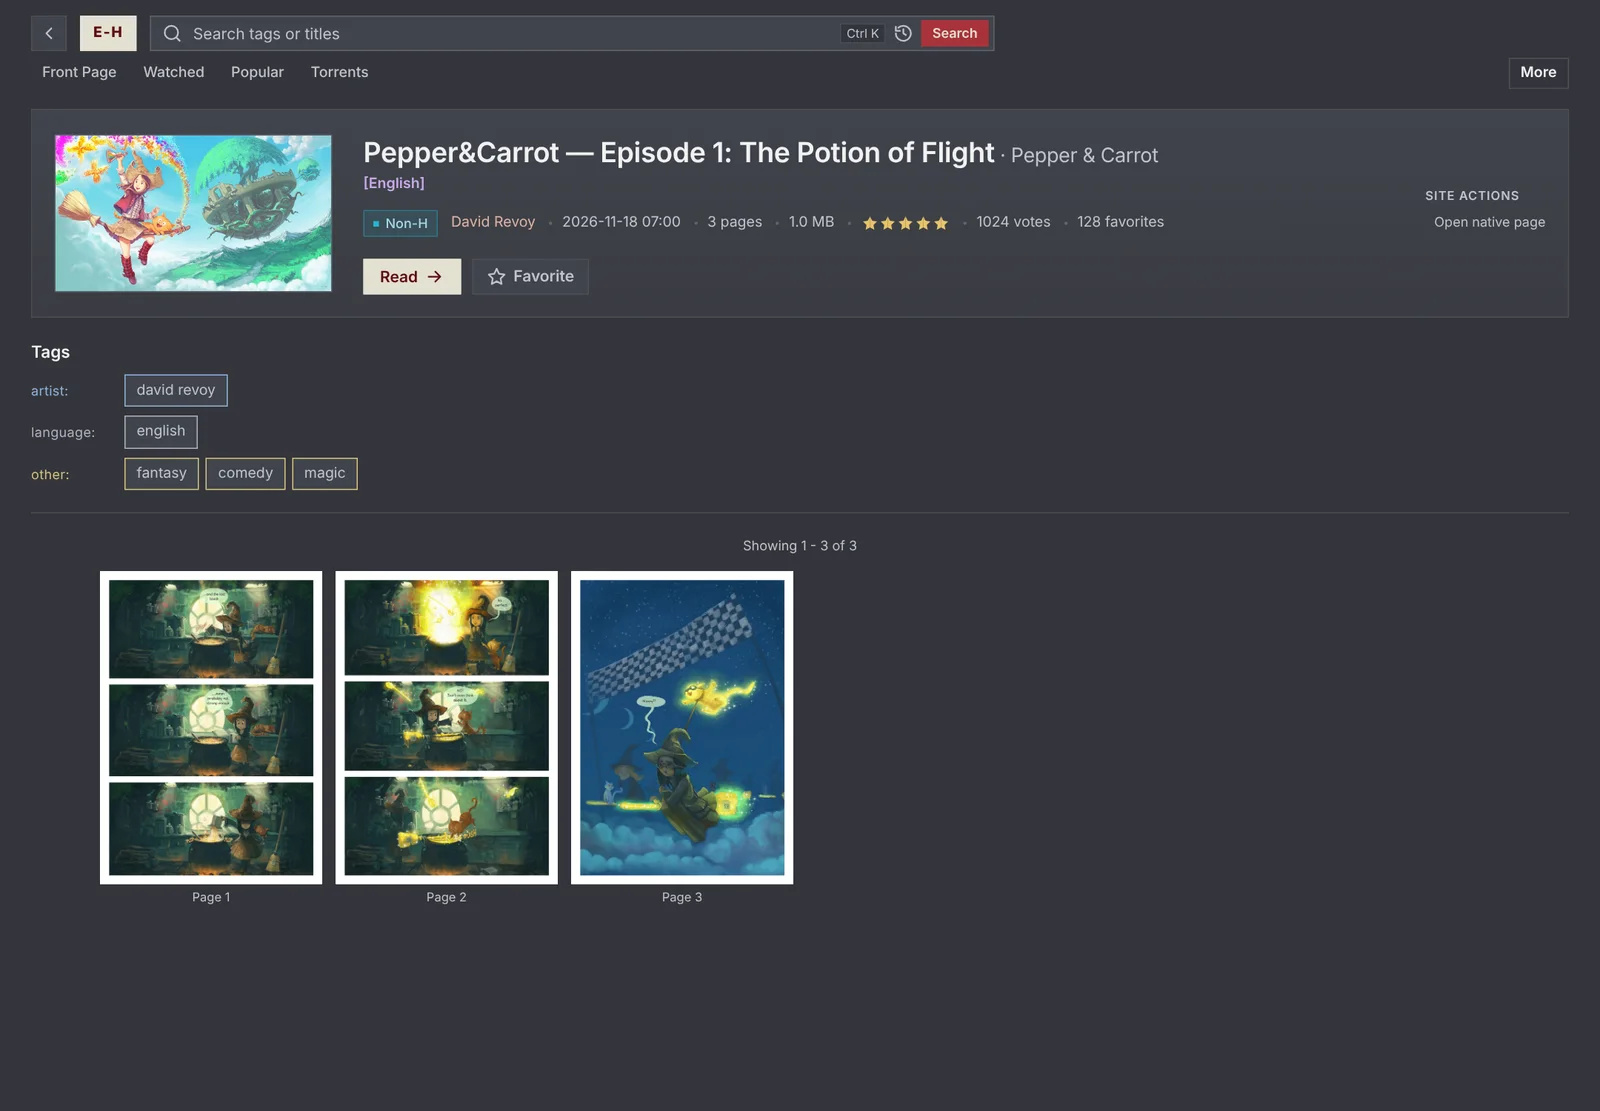 E-H
Search tags or titles
Ctrl K
Search
Front Page
Watched
Popular
Torrents
More
Pepper&Carrot — Episode 1: The Potion of Flight · Pepper & Carrot
[English]
SITE ACTIONS
Non-H
David Revoy
2026-11-18 07:00
3 pages
1.0 MB
1024 votes
128 favorites
Open native page
Read
Favorite
Tags
artist:
david revoy
language:
english
other:
fantasy
comedy
magic
Showing 1 - 3 of 3
Page 1
Page 2
Page 3